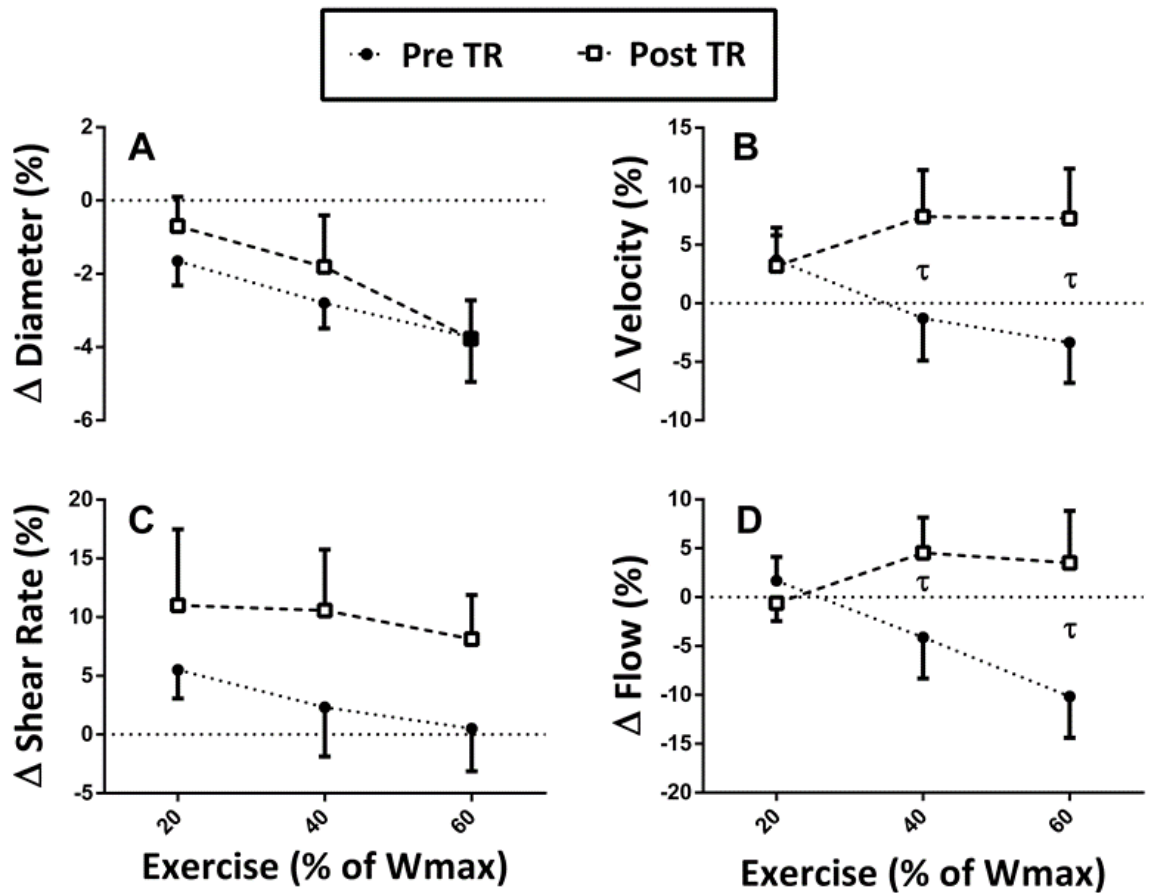 Pre TR Post TR
A
Δ Diameter (%)
2
0
-2
-4
-6
B
Δ Velocity (%)
15
10
5
0
-5
-10
τ
τ
C
Δ Shear Rate (%)
20
15
10
5
0
-5
20 40 60
Exercise (% of Wmax)
D
Δ Flow (%)
10
5
0
-5
-10
-15
-20
τ
τ
20 40 60
Exercise (% of Wmax)